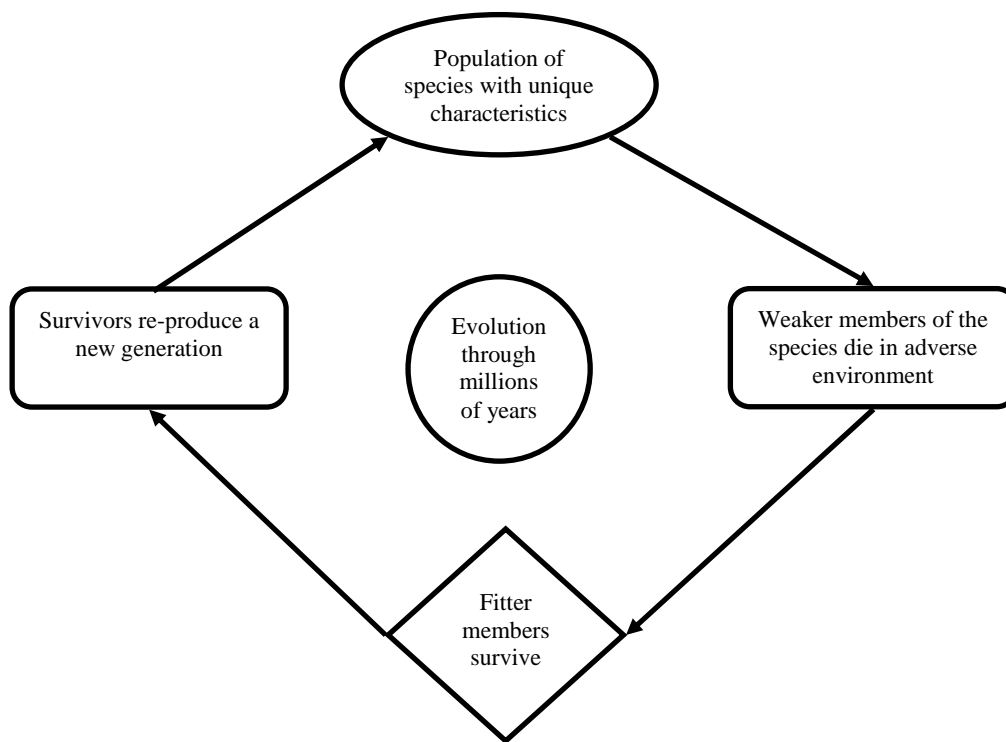 Population of
species with unique
characteristics
Survivors re-produce a
new generation
Evolution
through
millions
of years
Weaker members of the
species die in adverse
environment
Fitter
members
survive